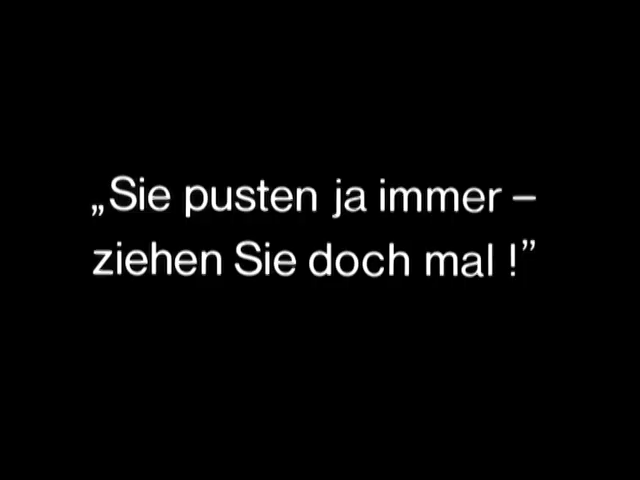 „Sie pusten ja immer –
ziehen Sie doch mal !”